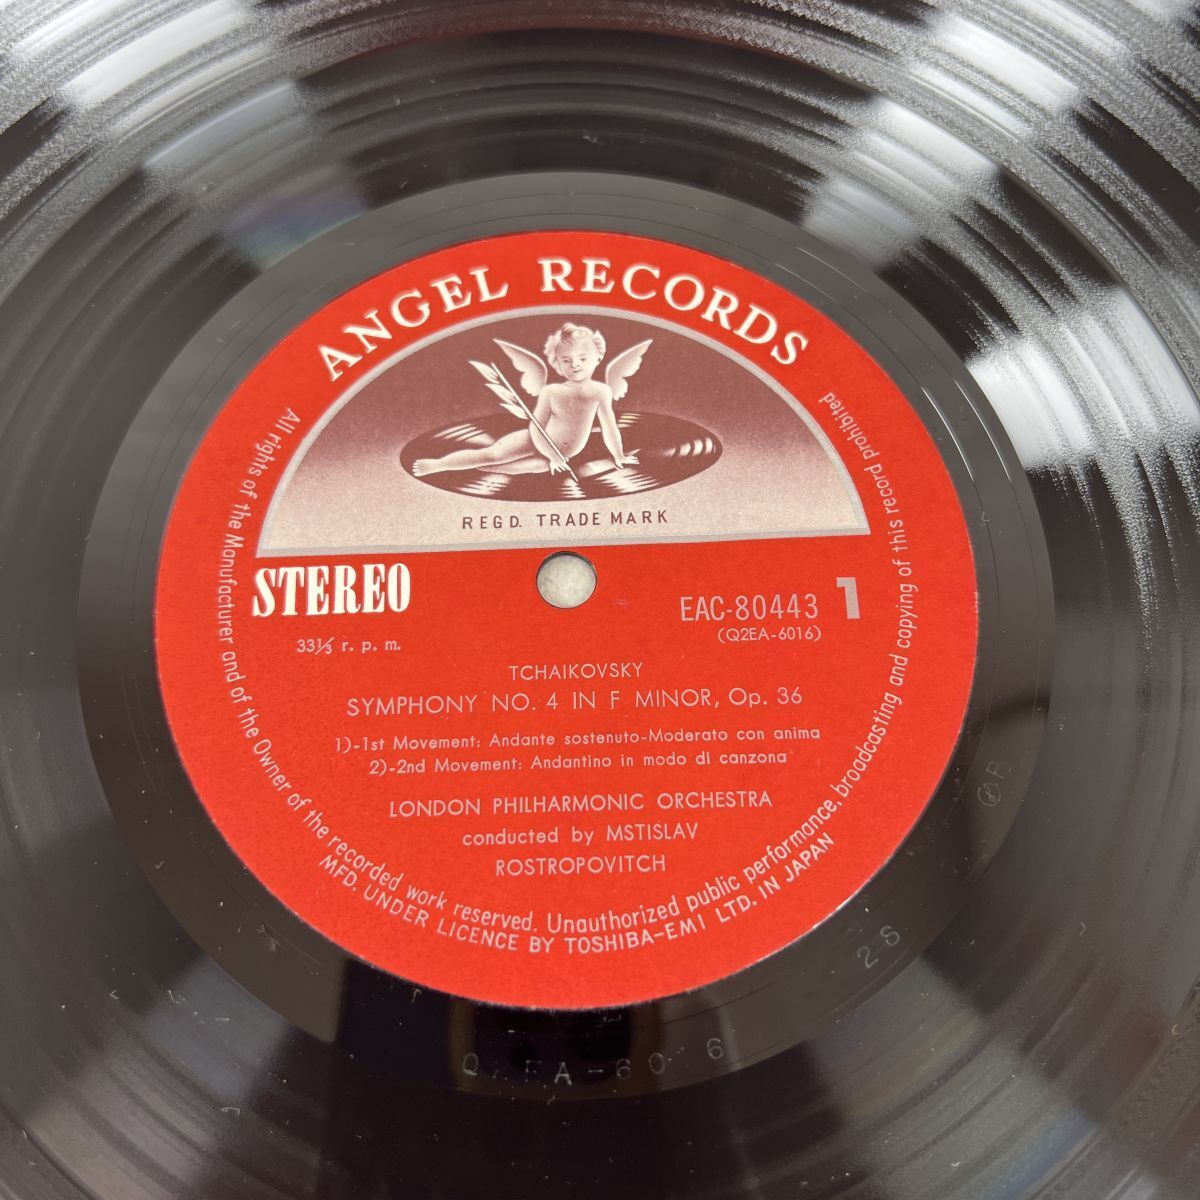 ANGEL RECORDS
REGD. TRADE MARK
STEREO
33⅓ r. p. m.
EAC-80443 1
(Q2EA-6016)
TCHAIKOVSKY
SYMPHONY NO. 4 IN F MINOR, Op. 36
1)-1st Movement: Andante sostenuto-Moderato con anima
2)-2nd Movement: Andantino in modo di canzona
LONDON PHILHARMONIC ORCHESTRA
conducted by MSTISLAV
ROSTROPOVITCH
All rights of the Manufacturer and of the Owner of the recorded work reserved. Unauthorized public performance, broadcasting and copying of this record prohibited
MFD. UNDER LICENCE BY TOSHIBA-EMI LTD. IN JAPAN
2S
Q2EA-6016